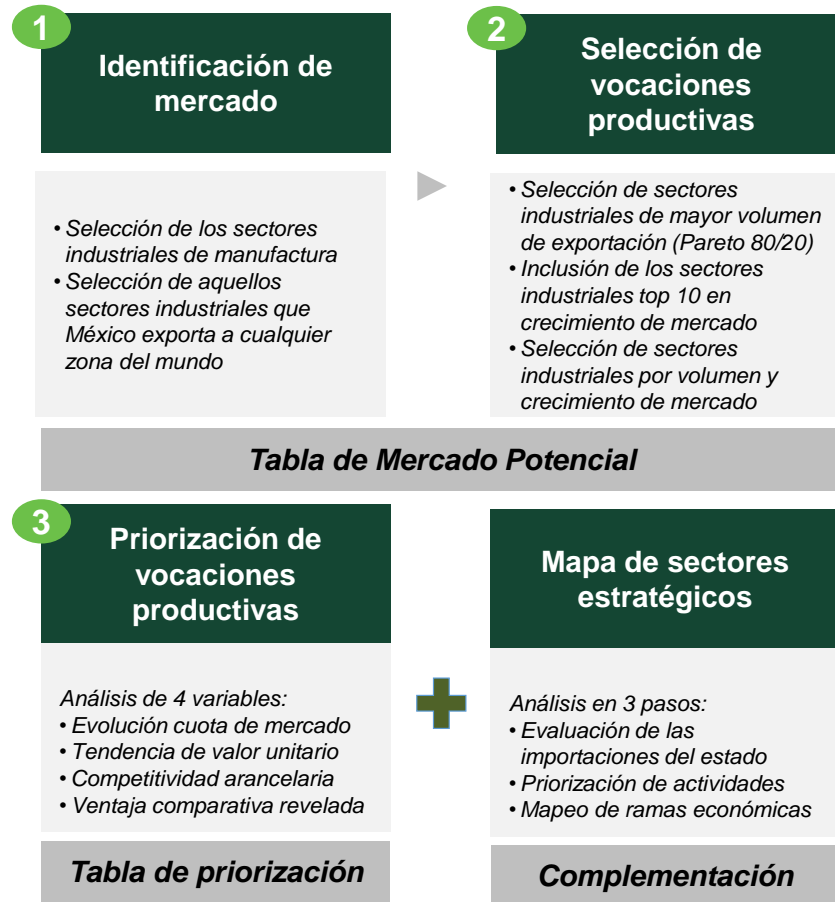 1
Identificación de
mercado
• Selección de los sectores
industriales de manufactura
• Selección de aquellos
sectores industriales que
México exporta a cualquier
zona del mundo
2
Selección de
vocaciones
productivas
• Selección de sectores
industriales de mayor volumen
de exportación (Pareto 80/20)
• Inclusión de los sectores
industriales top 10 en
crecimiento de mercado
• Selección de sectores
industriales por volumen y
crecimiento de mercado
Tabla de Mercado Potencial
3
Priorización de
vocaciones
productivas
Análisis de 4 variables:
• Evolución cuota de mercado
• Tendencia de valor unitario
• Competitividad arancelaria
• Ventaja comparativa revelada
Tabla de priorización
Mapa de sectores
estratégicos
Análisis en 3 pasos:
• Evaluación de las
importaciones del estado
• Priorización de actividades
• Mapeo de ramas económicas
Complementación